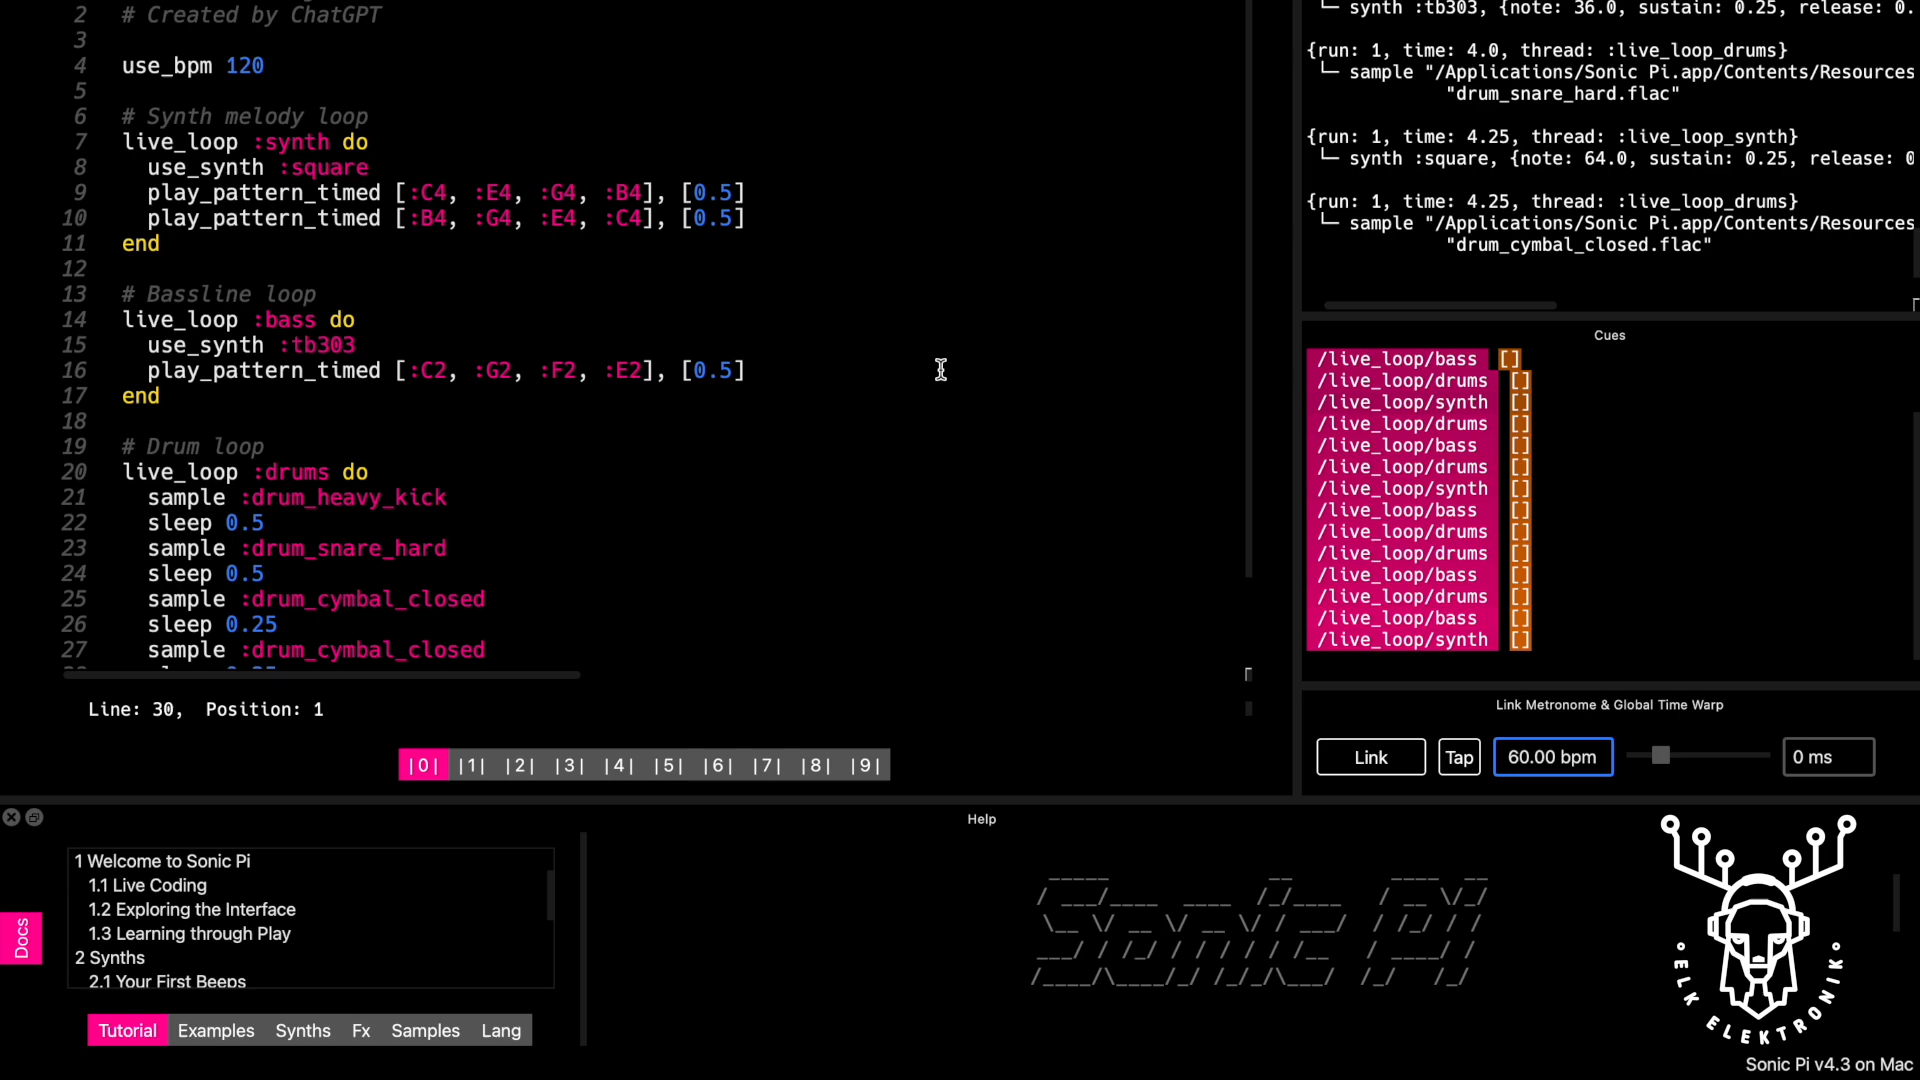 2 # Created by ChatGPT
3
4 use_bpm 120
5
6 # Synth melody loop
7 live_loop :synth do
8 use_synth :square
9 play_pattern_timed [:C4, :E4, :G4, :B4], [0.5]
10 play_pattern_timed [:B4, :G4, :E4, :C4], [0.5]
11 end
12
13 # Bassline loop
14 live_loop :bass do
15 use_synth :tb303
16 play_pattern_timed [:C2, :G2, :F2, :E2], [0.5]
17 end
18
19 # Drum loop
20 live_loop :drums do
21 sample :drum_heavy_kick
22 sleep 0.5
23 sample :drum_snare_hard
24 sleep 0.5
25 sample :drum_cymbal_closed
26 sleep 0.25
27 sample :drum_cymbal_closed
Line: 30, Position: 1
|0| |1| |2| |3| |4| |5| |6| |7| |8| |9|
synth :tb303, {note: 36.0, sustain: 0.25, release: 0.
{run: 1, time: 4.0, thread: :live_loop_drums}
sample "/Applications/Sonic Pi.app/Contents/Resources
"drum_snare_hard.flac"
{run: 1, time: 4.25, thread: :live_loop_synth}
synth :square, {note: 64.0, sustain: 0.25, release: 0
{run: 1, time: 4.25, thread: :live_loop_drums}
sample "/Applications/Sonic Pi.app/Contents/Resources
"drum_cymbal_closed.flac"
Cues
/live_loop/bass []
/live_loop/drums []
/live_loop/synth []
/live_loop/drums []
/live_loop/bass []
/live_loop/drums []
/live_loop/synth []
/live_loop/bass []
/live_loop/drums []
/live_loop/drums []
/live_loop/bass []
/live_loop/drums []
/live_loop/bass []
/live_loop/synth []
Link Metronome & Global Time Warp
Link Tap 60.00 bpm 0 ms
Help
Docs
1 Welcome to Sonic Pi
1.1 Live Coding
1.2 Exploring the Interface
1.3 Learning through Play
2 Synths
2.1 Your First Beeps
Tutorial Examples Synths Fx Samples Lang
Sonic Pi
ELK ELEKTRONIK
Sonic Pi v4.3 on Mac